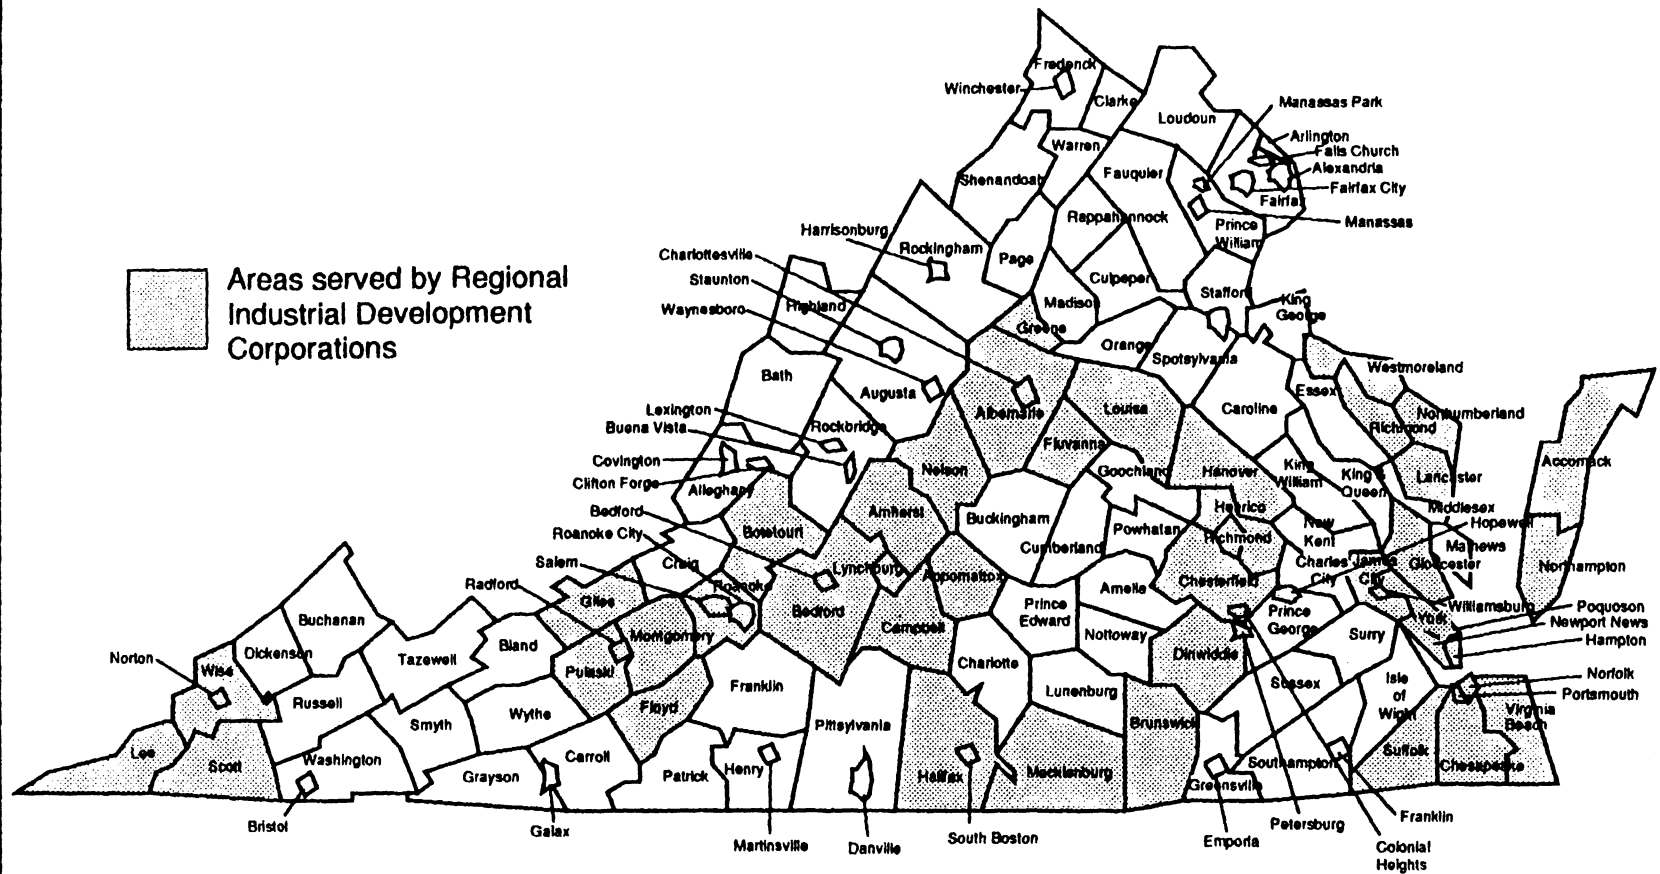 Frederick
Winchester
Clarke
Loudoun
Manassas Park
Arlington
Falls Church
Alexandria
Fairfax City
Fairfax
Manassas
Warren
Shenandoah
Fauquier
Rappahannock
Prince
William
Harrisonburg
Rockingham
Page
Charlottesville
Staunton
Waynesboro
Highland
Culpeper
Madison
Stafford
King
George
Greene
Orange
Spotsylvania
Areas served by Regional
Industrial Development
Corporations
Bath
Augusta
Albemarle
Louisa
Caroline
Essex
Westmoreland
Northumberland
Richmond
Lancaster
Accomack
Lexington
Buena Vista
Rockbridge
Covington
Clifton Forge
Alleghany
Nelson
Fluvanna
Goochland
Hanover
King
William
King &
Queen
Middlesex
Hopewell
Mathews
Gloucester
Northampton
Bedford
Roanoke City
Salem
Radford
Botetourt
Amherst
Buckingham
Cumberland
Powhatan
Henrico
Richmond
New
Kent
Charles
City
James
City
Williamsburg
York
Poquoson
Newport News
Hampton
Norfolk
Portsmouth
Virginia
Beach
Craig
Roanoke
Lynchburg
Appomattox
Amelia
Chesterfield
Prince
George
Surry
Giles
Montgomery
Bedford
Campbell
Prince
Edward
Nottoway
Dinwiddie
Sussex
Isle
of
Wight
Buchanan
Dickenson
Norton
Wise
Tazewell
Bland
Pulaski
Floyd
Franklin
Charlotte
Lunenburg
Brunswick
Russell
Smyth
Wythe
Pittsylvania
Lee
Scott
Washington
Grayson
Carroll
Patrick
Henry
Halifax
Mecklenburg
Greensville
Southampton
Suffolk
Chesapeake
Bristol
Galax
Martinsville
Danville
South Boston
Emporia
Petersburg
Franklin
Colonial
Heights